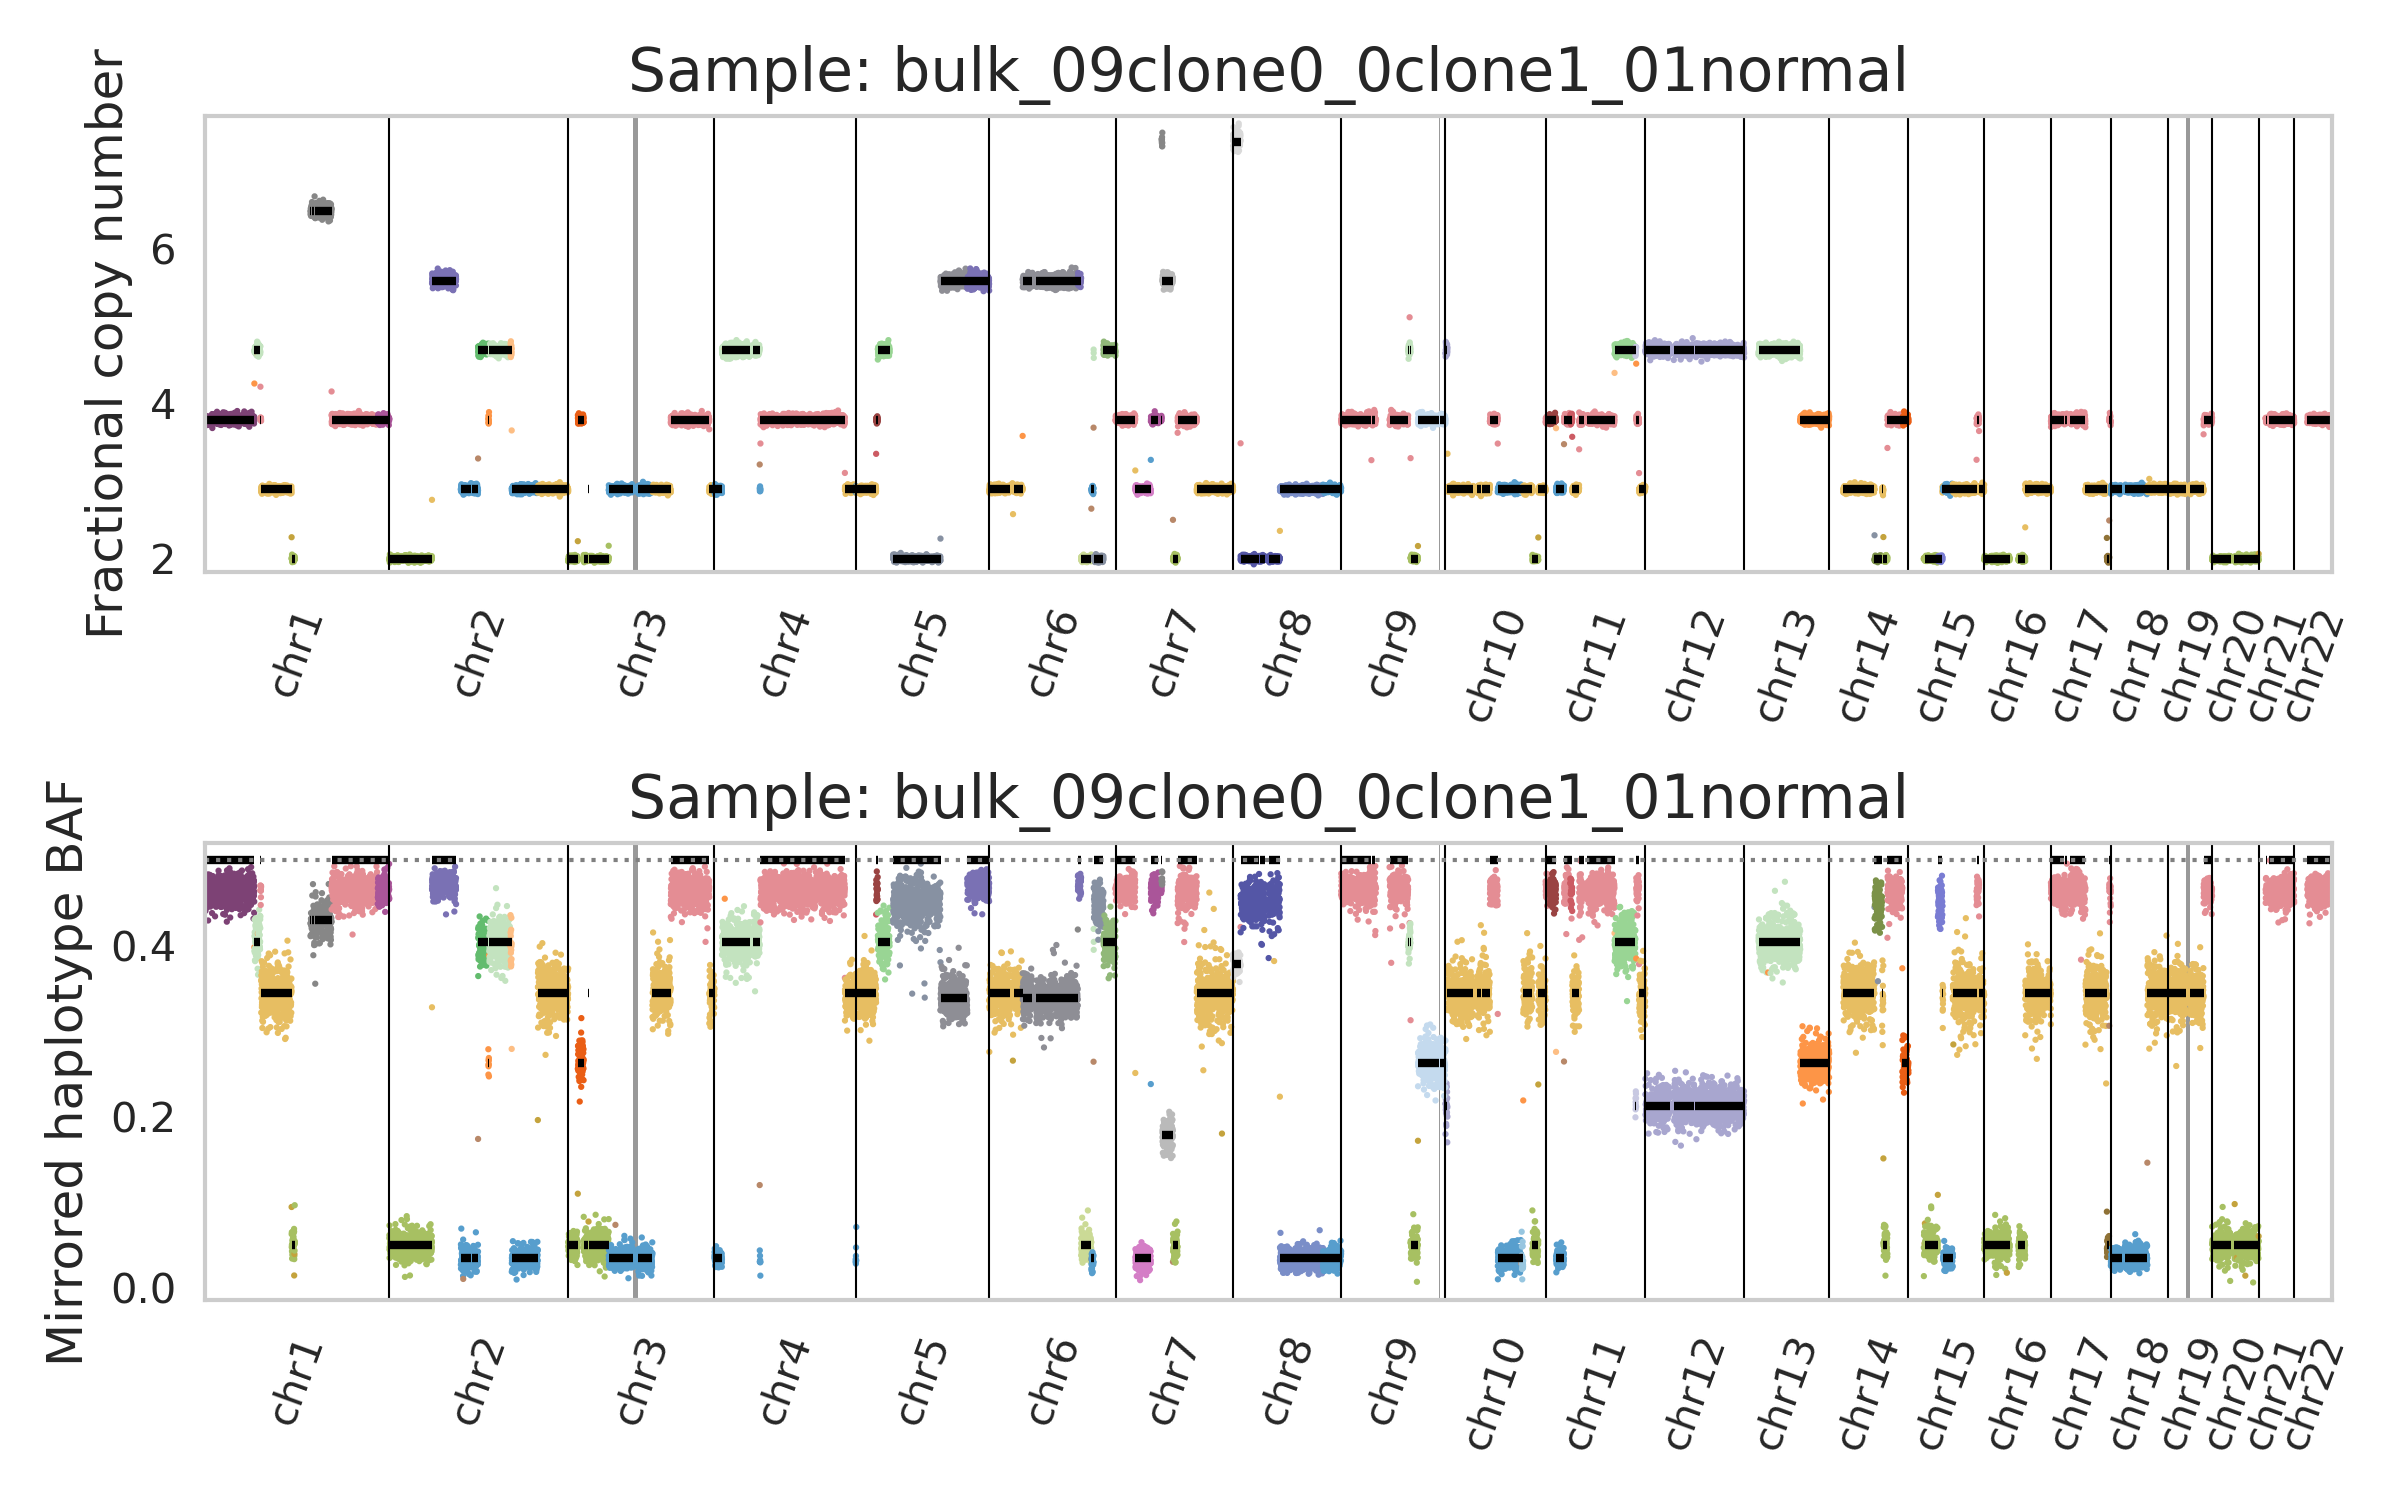 Sample: bulk_09clone0_0clone1_01normal
Fractional copy number
6
4
2
chr1 chr2 chr3 chr4 chr5 chr6 chr7 chr8 chr9 chr10 chr11 chr12 chr13 chr14 chr15 chr16 chr17 chr18 chr19 chr20 chr21 chr22
Sample: bulk_09clone0_0clone1_01normal
Mirrored haplotype BAF
0.4
0.2
0.0
chr1 chr2 chr3 chr4 chr5 chr6 chr7 chr8 chr9 chr10 chr11 chr12 chr13 chr14 chr15 chr16 chr17 chr18 chr19 chr20 chr21 chr22